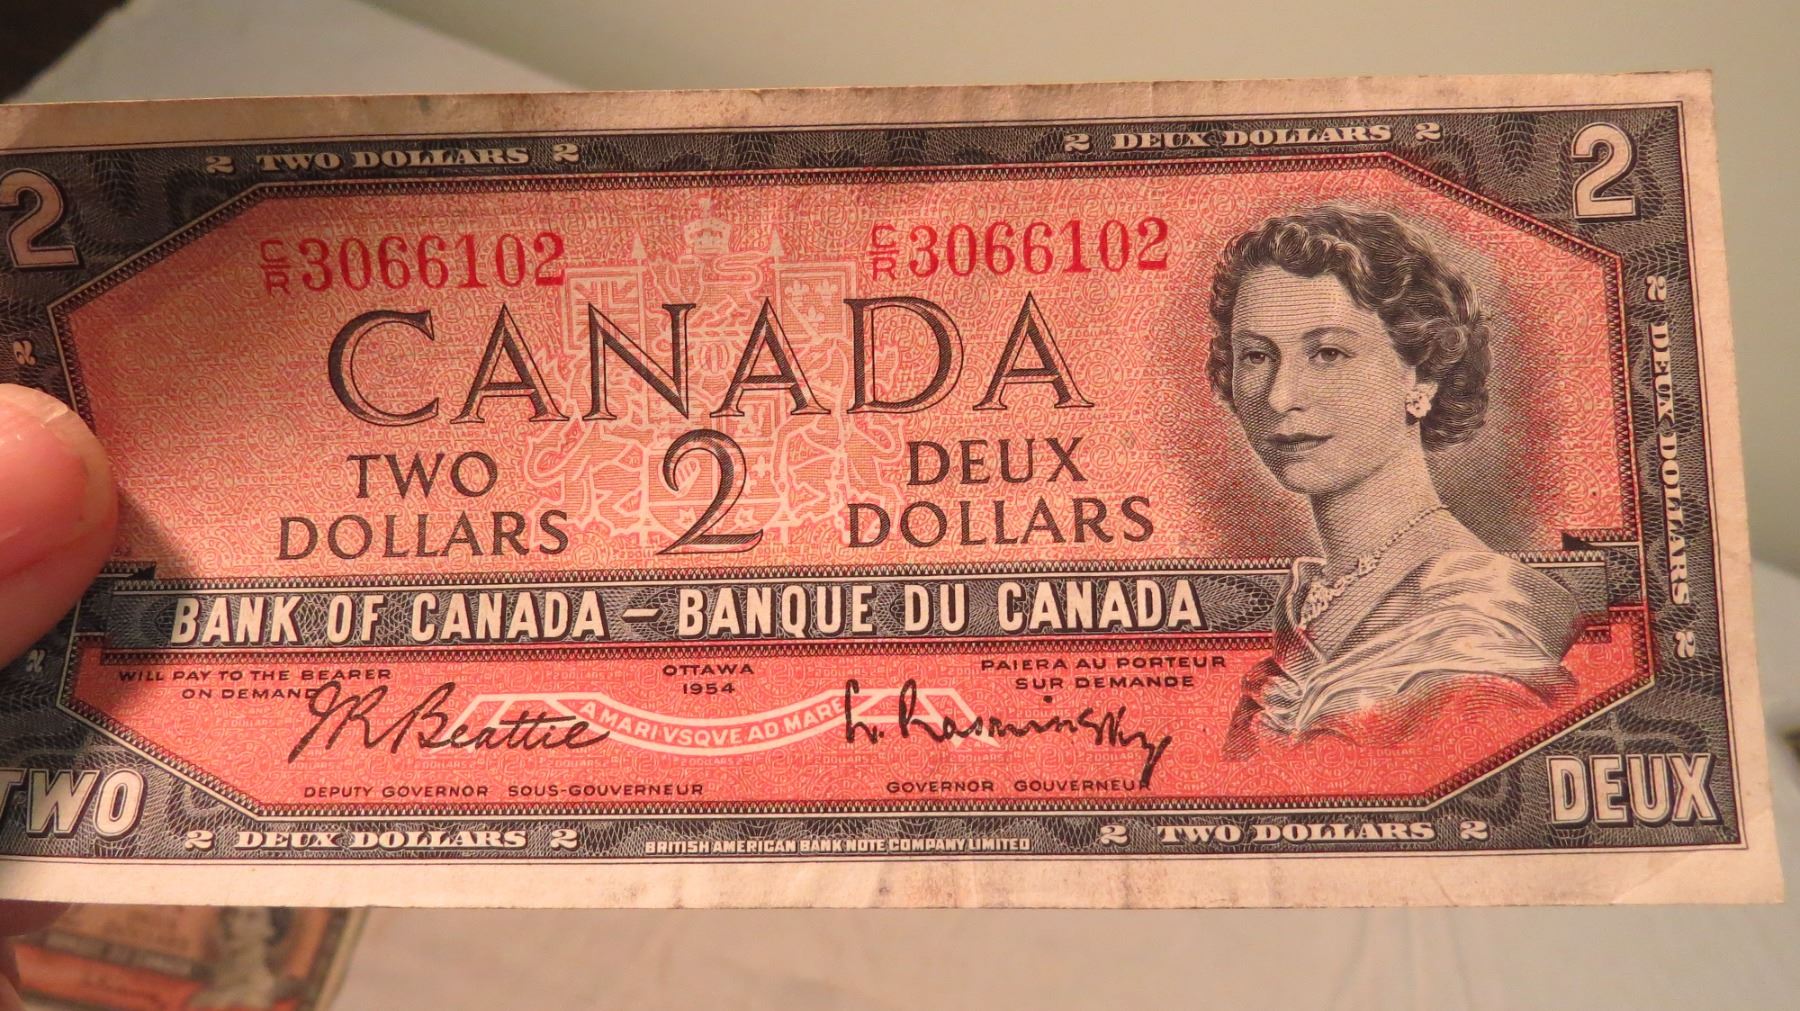 2 TWO DOLLARS 2
2 DEUX DOLLARS 2
2
2
C/R 3066102
C/R 3066102
CANADA
TWO
DOLLARS
2
DEUX
DOLLARS
2 DEUX DOLLARS 2
BANK OF CANADA – BANQUE DU CANADA
WILL PAY TO THE BEARER
ON DEMAND
OTTAWA
1954
PAIERA AU PORTEUR
SUR DEMANDE
JR Beattie
A MARI VSQVE AD MARE
L. Rasminsky
DEPUTY GOVERNOR SOUS-GOUVERNEUR
GOVERNOR GOUVERNEUR
TWO
DEUX
2 DEUX DOLLARS 2
BRITISH AMERICAN BANK NOTE COMPANY LIMITED
2 TWO DOLLARS 2